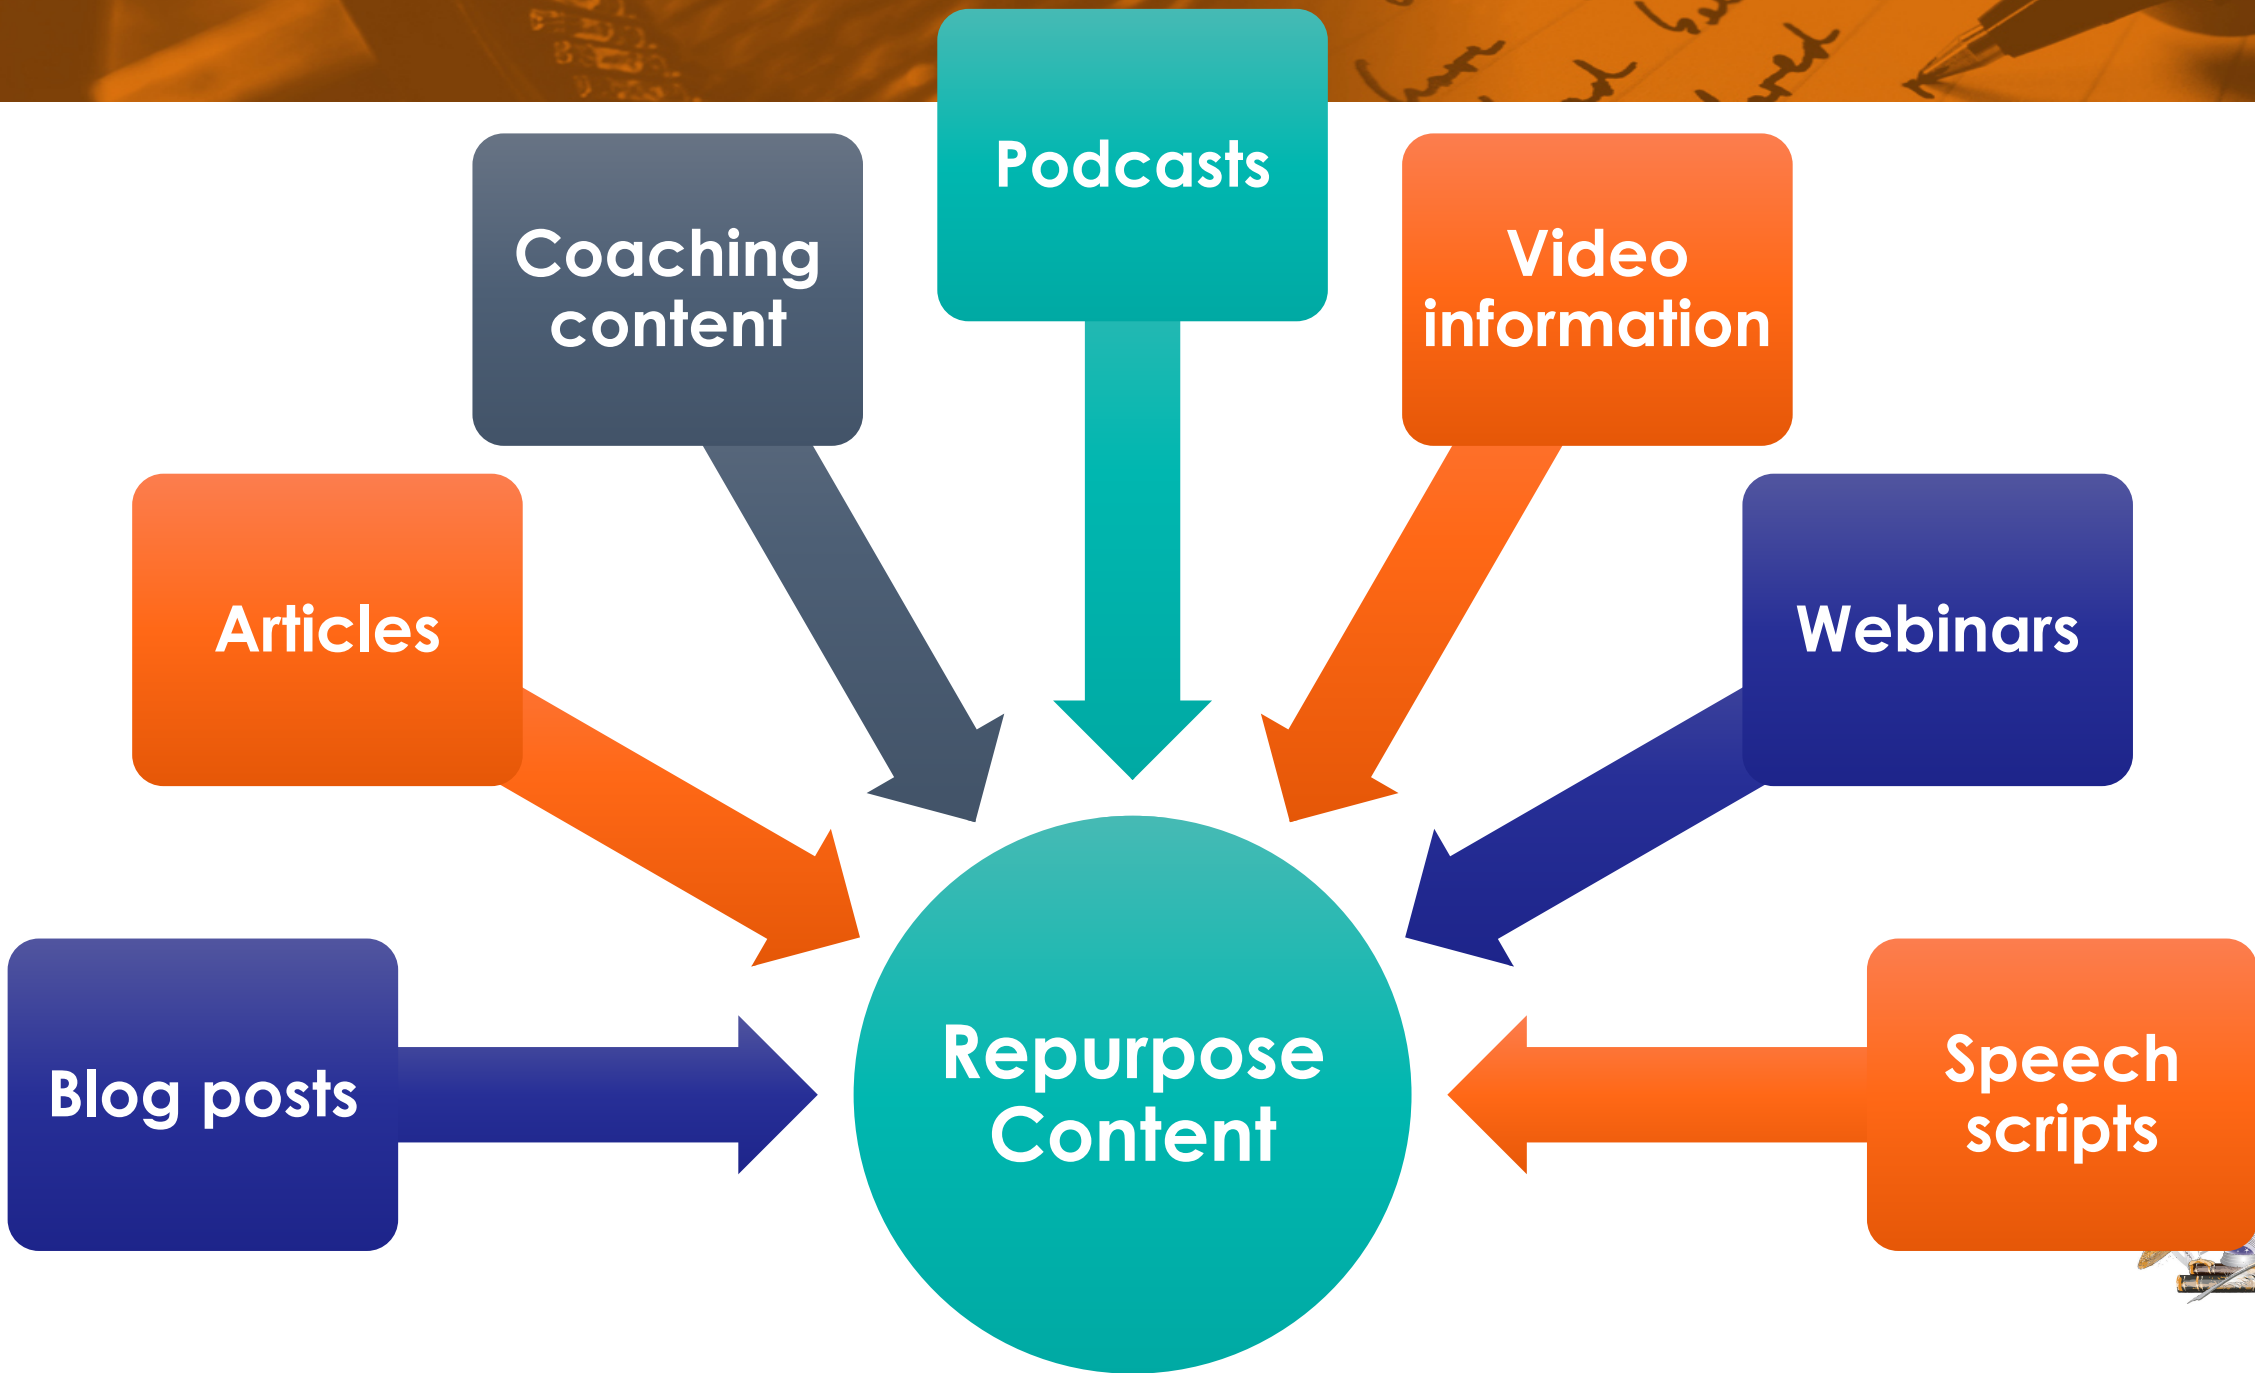 Podcasts
Coaching
content
Video
information
Articles
Webinars
Blog posts
Repurpose
Content
Speech
scripts